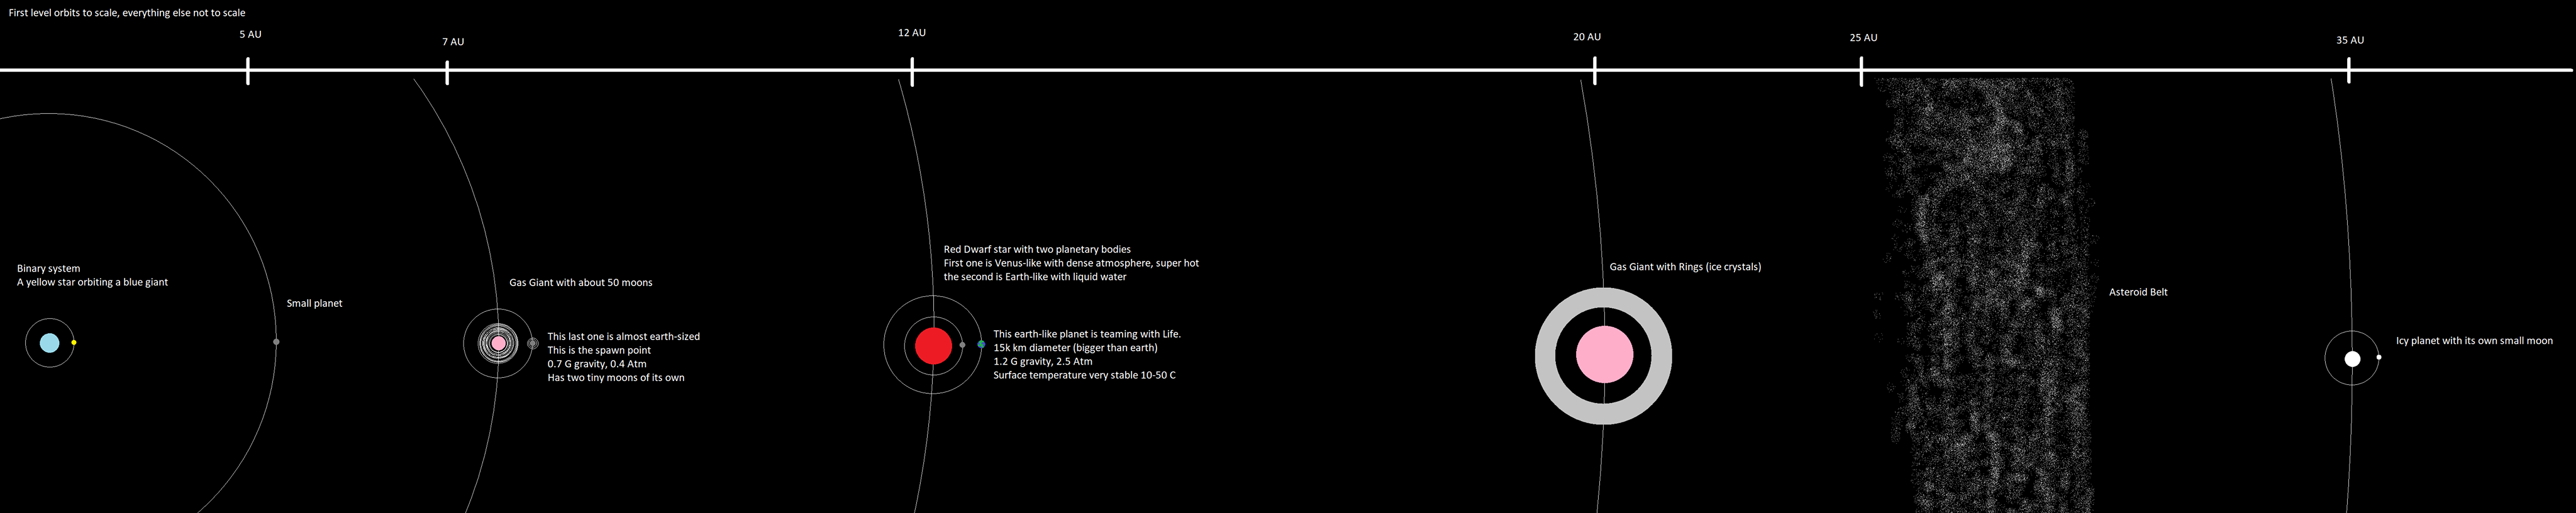 First level orbits to scale, everything else not to scale
5 AU
7 AU
12 AU
20 AU
25 AU
35 AU
Binary system
A yellow star orbiting a blue giant
Small planet
Gas Giant with about 50 moons
This last one is almost earth-sized
This is the spawn point
0.7 G gravity, 0.4 Atm
Has two tiny moons of its own
Red Dwarf star with two planetary bodies
First one is Venus-like with dense atmosphere, super hot
the second is Earth-like with liquid water
This earth-like planet is teaming with Life.
15k km diameter (bigger than earth)
1.2 G gravity, 2.5 Atm
Surface temperature very stable 10-50 C
Gas Giant with Rings (ice crystals)
Asteroid Belt
Icy planet with its own small moon